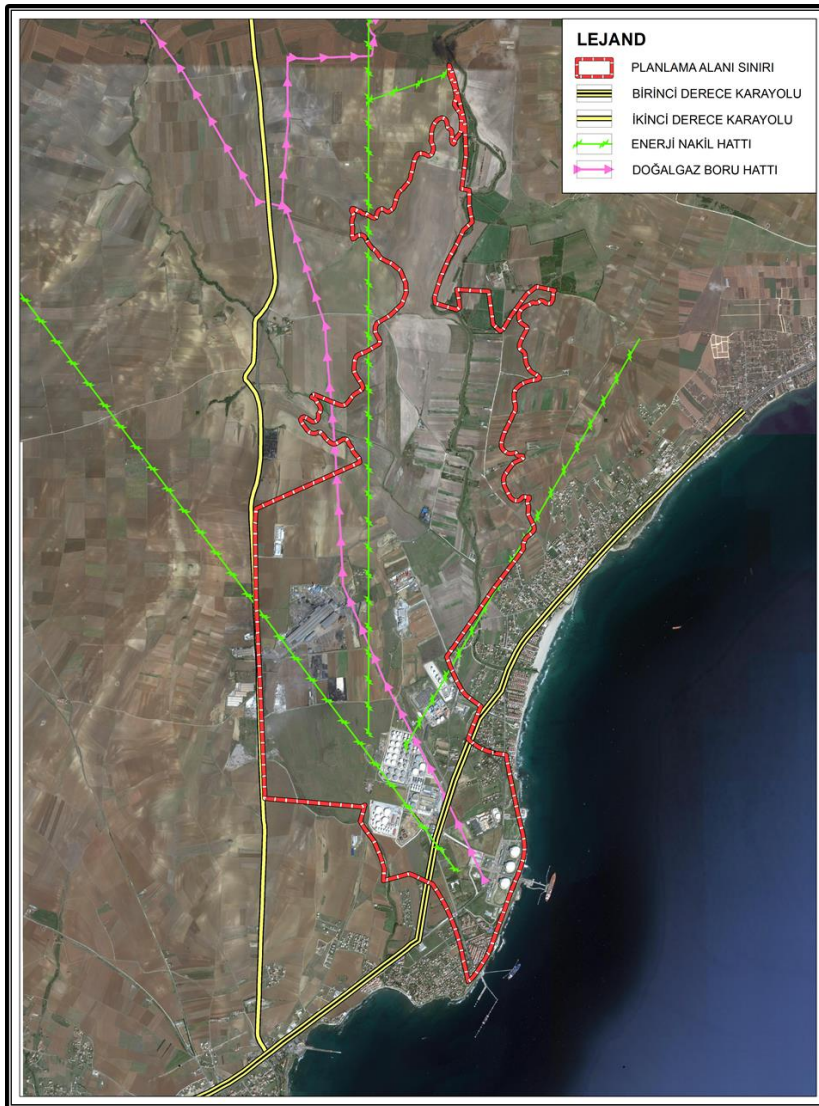 LEJAND
PLANLAMA ALANI SINIRI
BİRİNCİ DERECE KARAYOLU
İKİNCİ DERECE KARAYOLU
ENERJİ NAKİL HATTI
DOĞALGAZ BORU HATTI